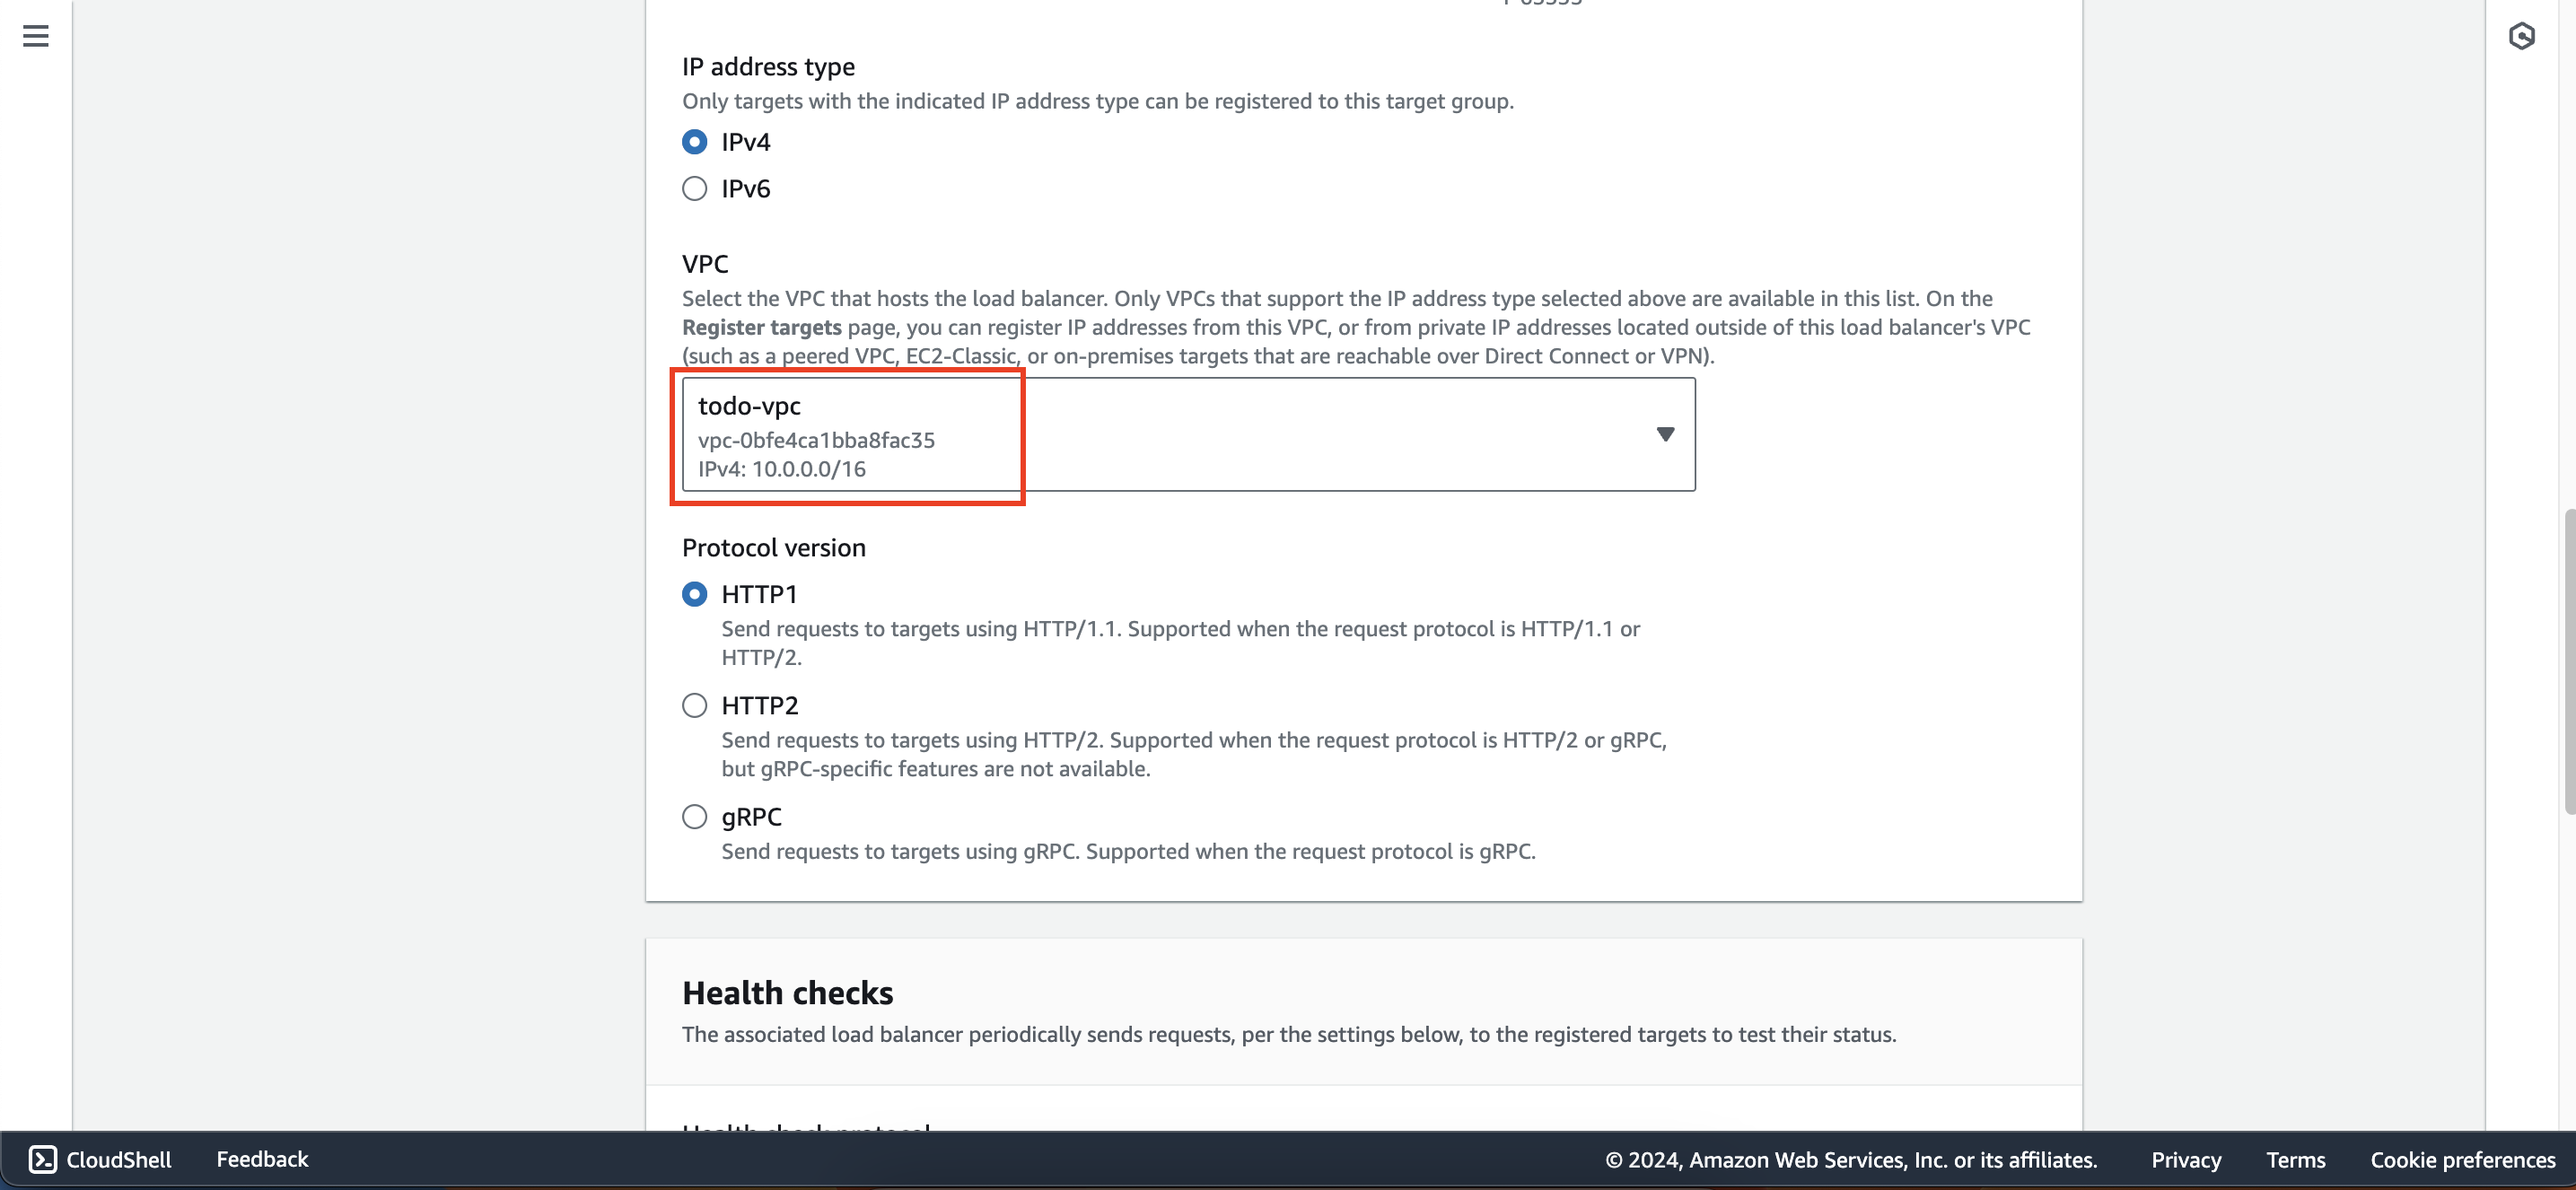 IP address type
Only targets with the indicated IP address type can be registered to this target group.
IPv4
IPv6
VPC
Select the VPC that hosts the load balancer. Only VPCs that support the IP address type selected above are available in this list. On the
Register targets page, you can register IP addresses from this VPC, or from private IP addresses located outside of this load balancer's VPC
(such as a peered VPC, EC2-Classic, or on-premises targets that are reachable over Direct Connect or VPN).
todo-vpc
vpc-0bfe4ca1bba8fac35
IPv4: 10.0.0.0/16
Protocol version
HTTP1
Send requests to targets using HTTP/1.1. Supported when the request protocol is HTTP/1.1 or
HTTP/2.
HTTP2
Send requests to targets using HTTP/2. Supported when the request protocol is HTTP/2 or gRPC,
but gRPC-specific features are not available.
gRPC
Send requests to targets using gRPC. Supported when the request protocol is gRPC.
Health checks
The associated load balancer periodically sends requests, per the settings below, to the registered targets to test their status.
Health check protocol
CloudShell Feedback © 2024, Amazon Web Services, Inc. or its affiliates. Privacy Terms Cookie preferences